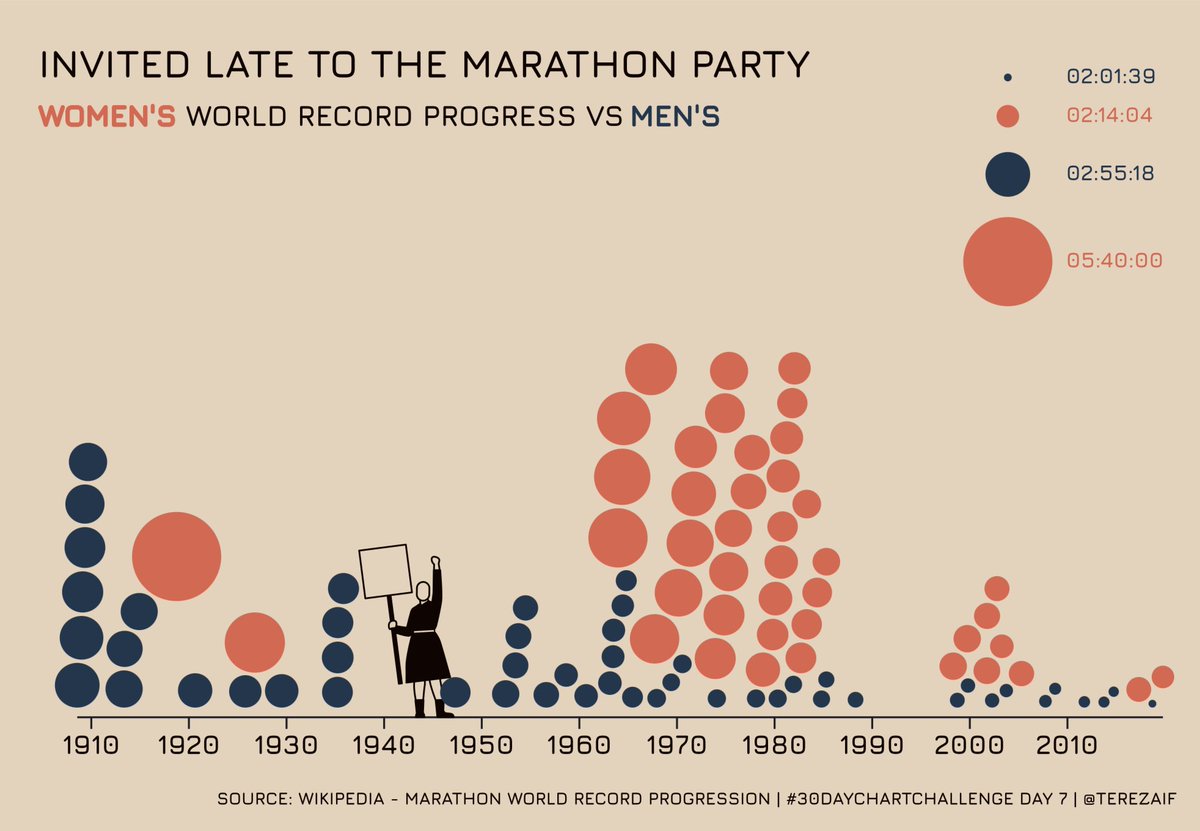 INVITED LATE TO THE MARATHON PARTY
WOMEN'S WORLD RECORD PROGRESS VS MEN'S
02:01:39
02:14:04
02:55:18
05:40:00
1910 1920 1930 1940 1950 1960 1970 1980 1990 2000 2010
SOURCE: WIKIPEDIA - MARATHON WORLD RECORD PROGRESSION | #30DAYCHARTCHALLENGE DAY 7 | @TEREZAIF